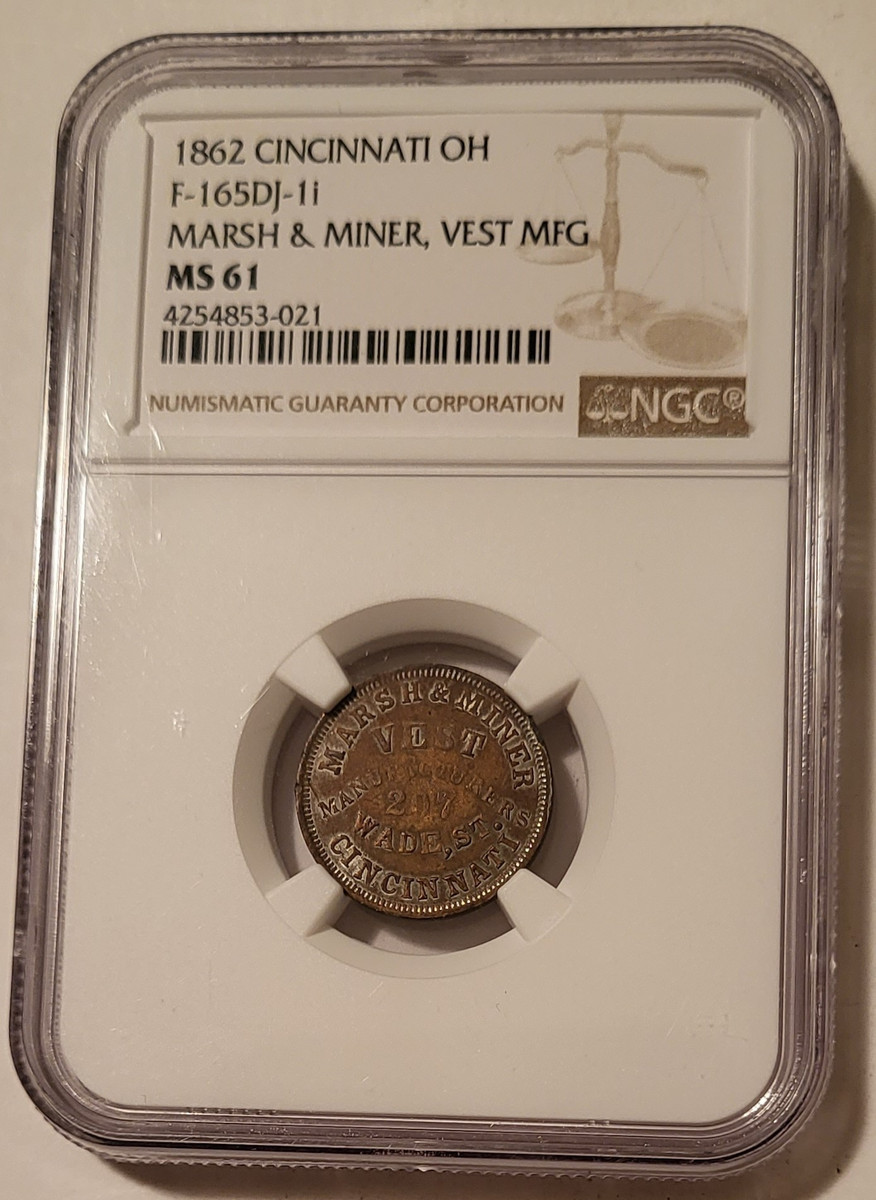 1862 CINCINNATI OH
F-165DJ-1i
MARSH & MINER, VEST MFG
MS 61
4254853-021
NUMISMATIC GUARANTY CORPORATION
NGC®
MARSH & MINER
VEST
MANUFACTURERS
WADE, ST.
CINCINNATI